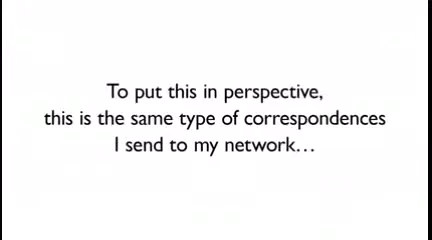 To put this in perspective,
this is the same type of correspondences
I send to my network…